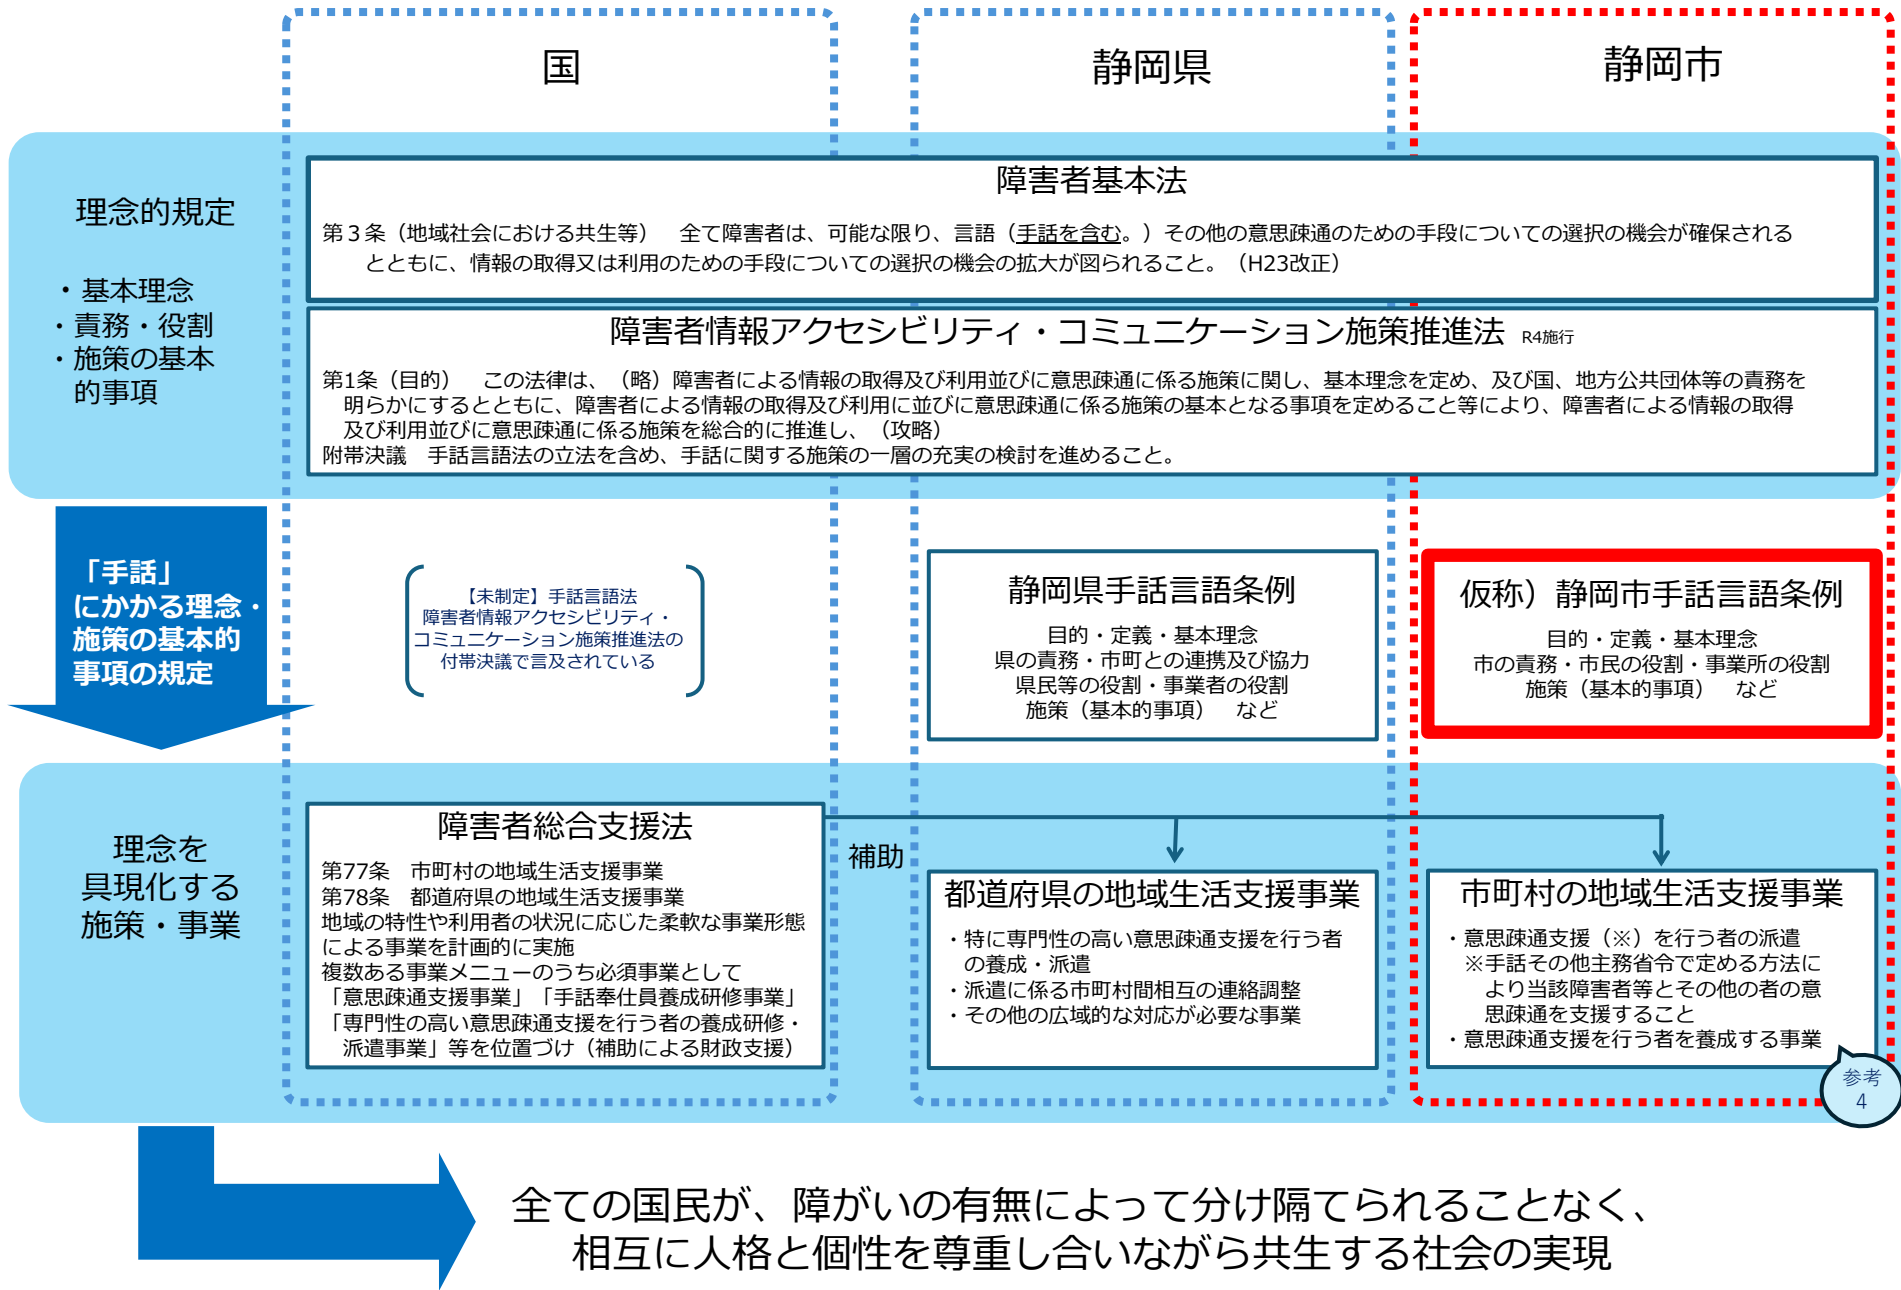 国
静岡県
静岡市
理念的規定
・基本理念
・責務・役割
・施策の基本
的事項
障害者基本法
第３条（地域社会における共生等）　全て障害者は、可能な限り、言語（手話を含む。）その他の意思疎通のための手段についての選択の機会が確保される
とともに、情報の取得又は利用のための手段についての選択の機会の拡大が図られること。（H23改正）
障害者情報アクセシビリティ・コミュニケーション施策推進法 R4施行
第1条（目的）　この法律は、（略）障害者による情報の取得及び利用並びに意思疎通に係る施策に関し、基本理念を定め、及び国、地方公共団体等の責務を
明らかにするとともに、障害者による情報の取得及び利用に並びに意思疎通に係る施策の基本となる事項を定めること等により、障害者による情報の取得
及び利用並びに意思疎通に係る施策を総合的に推進し、（攻略）
附帯決議　手話言語法の立法を含め、手話に関する施策の一層の充実の検討を進めること。
「手話」
にかかる理念・
施策の基本的
事項の規定
【未制定】手話言語法
障害者情報アクセシビリティ・
コミュニケーション施策推進法の
付帯決議で言及されている
静岡県手話言語条例
目的・定義・基本理念
県の責務・市町との連携及び協力
県民等の役割・事業者の役割
施策（基本的事項）　など
仮称）静岡市手話言語条例
目的・定義・基本理念
市の責務・市民の役割・事業所の役割
施策（基本的事項）　など
理念を
具現化する
施策・事業
障害者総合支援法
第77条　市町村の地域生活支援事業
第78条　都道府県の地域生活支援事業
地域の特性や利用者の状況に応じた柔軟な事業形態
による事業を計画的に実施
複数ある事業メニューのうち必須事業として
「意思疎通支援事業」「手話奉仕員養成研修事業」
「専門性の高い意思疎通支援を行う者の養成研修・
派遣事業」等を位置づけ（補助による財政支援）
補助
都道府県の地域生活支援事業
・特に専門性の高い意思疎通支援を行う者
の養成・派遣
・派遣に係る市町村間相互の連絡調整
・その他の広域的な対応が必要な事業
市町村の地域生活支援事業
・意思疎通支援（※）を行う者の派遣
※手話その他主務省令で定める方法に
より当該障害者等とその他の者の意
思疎通を支援すること
・意思疎通支援を行う者を養成する事業
参考
4
全ての国民が、障がいの有無によって分け隔てられることなく、
相互に人格と個性を尊重し合いながら共生する社会の実現